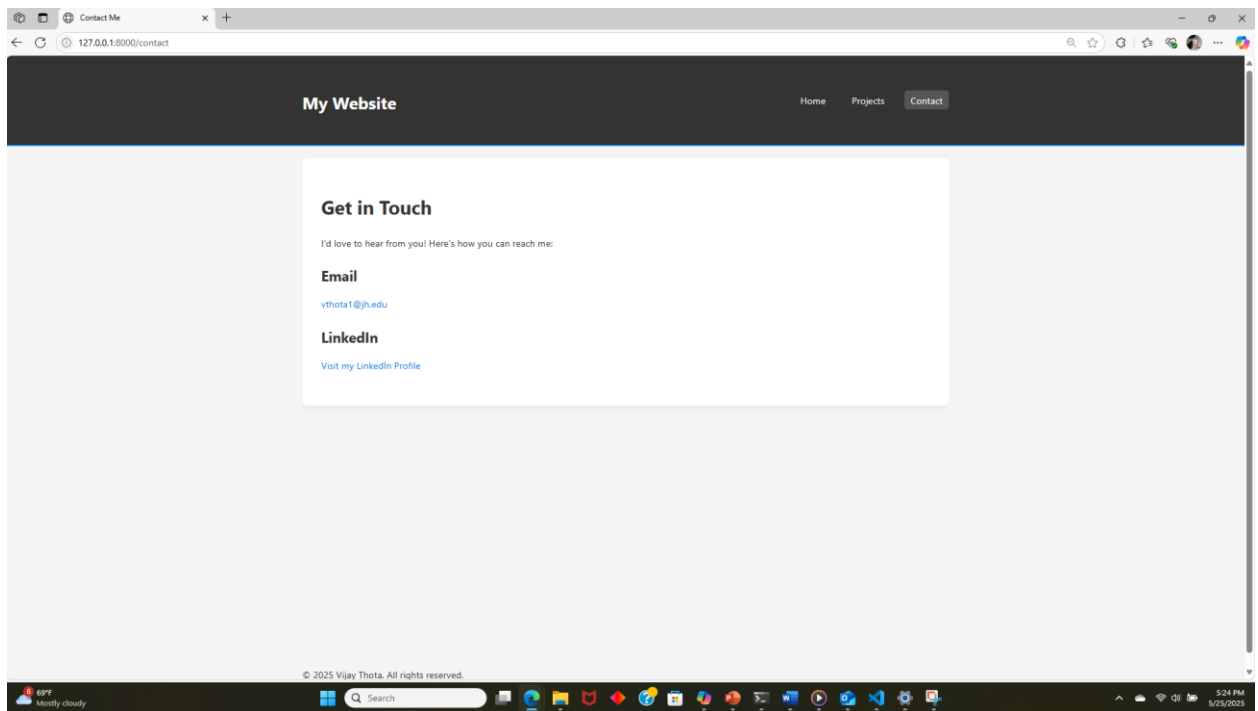 Contact Me
127.0.0.1:8000/contact
My Website
Home Projects Contact
Get in Touch
I'd love to hear from you! Here's how you can reach me:
Email
vthota1@jh.edu
LinkedIn
Visit my LinkedIn Profile
© 2025 Vijay Thota. All rights reserved.
6
69°F
Mostly cloudy
Search
5:24 PM
5/25/2025